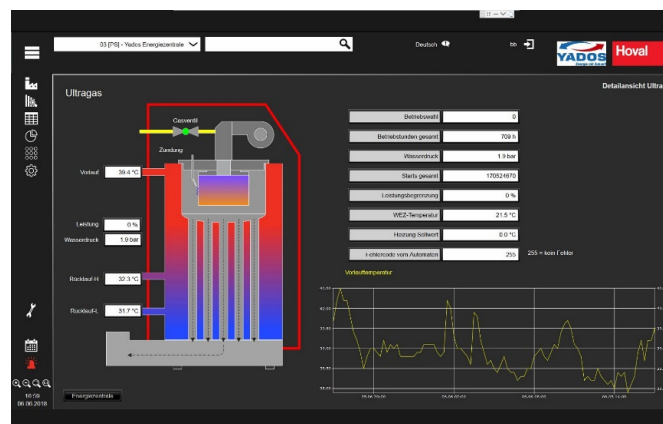 03 [PS] - Yados Energiezentrale
Deutsch
bb
YADOS
Hoval
Detailansicht Ultra
Ultragas
Gasventil
Zündung
Vorlauf 39.4 °C
Leistung 0 %
Wasserdruck 1.9 bar
Rücklauf-H 32.3 °C
Rücklauf-L 31.7 °C
Energiezentrale
Betriebswahl 0
Betriebstunden gesamt 709 h
Wasserdruck 1.9 bar
Starts gesamt 170524670
Leistungsbegrenzung 0 %
WEZ-Temperatur 21.5 °C
Heizung Sollwert 0.0 °C
Fehlercode vom Automaten 255
255 = kein Fehler
Vorlauftemperatur
16:59
06.06.2018